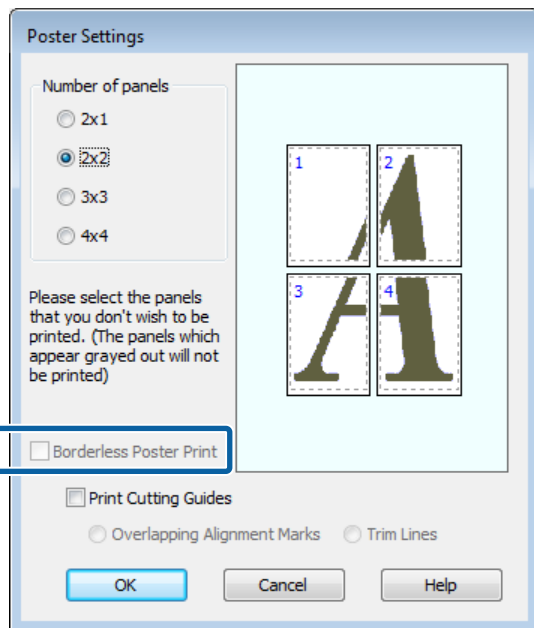 Poster Settings
Number of panels
2x1
2x2
3x3
4x4
1
2
3
4
Please select the panels
that you don't wish to be
printed. (The panels which
appear grayed out will not
be printed)
Borderless Poster Print
Print Cutting Guides
Overlapping Alignment Marks
Trim Lines
OK
Cancel
Help